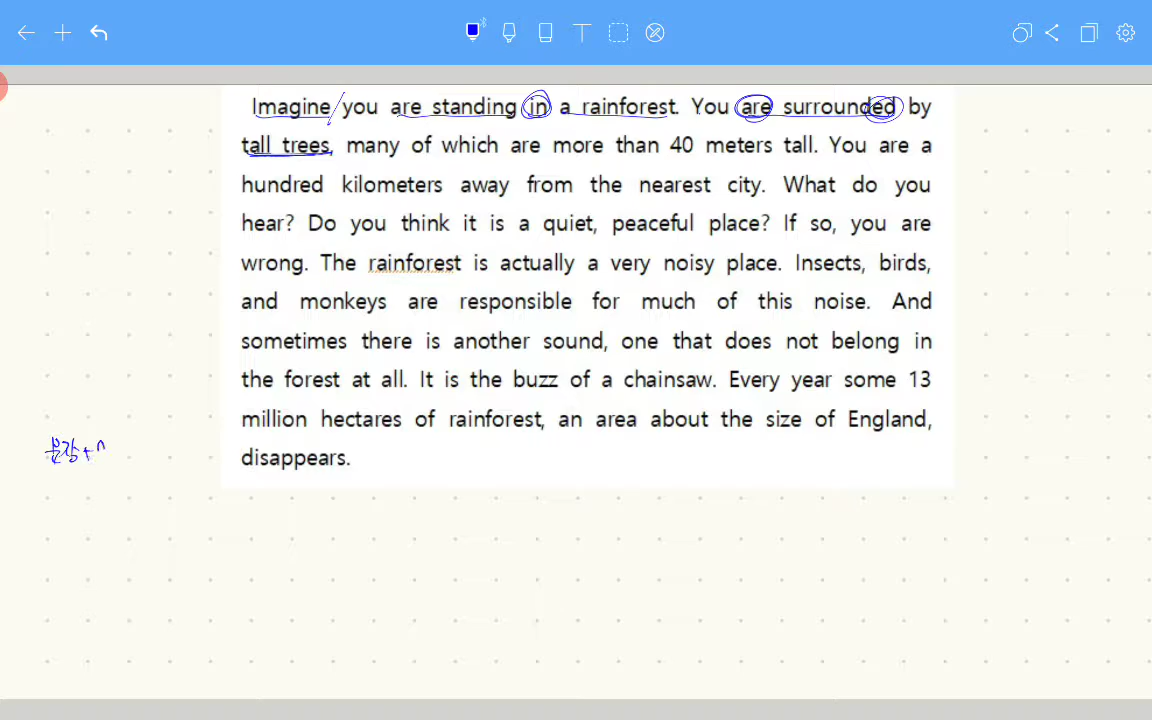 Imagine you are standing in a rainforest. You are surrounded by
tall trees, many of which are more than 40 meters tall. You are a
hundred kilometers away from the nearest city. What do you
hear? Do you think it is a quiet, peaceful place? If so, you are
wrong. The rainforest is actually a very noisy place. Insects, birds,
and monkeys are responsible for much of this noise. And
sometimes there is another sound, one that does not belong in
the forest at all. It is the buzz of a chainsaw. Every year some 13
million hectares of rainforest, an area about the size of England,
disappears.
문장+